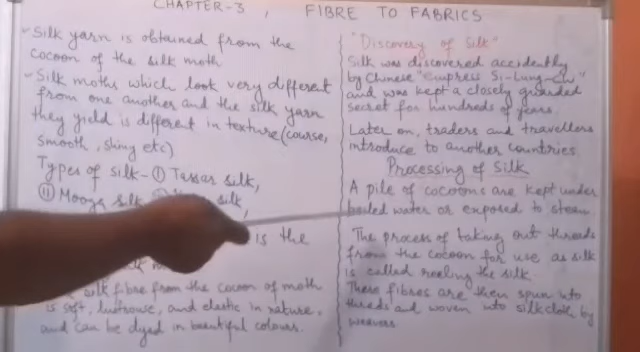 CHAPTER-3, FIBRE TO FABRICS
Silk yarn is obtained from the
cocoon of the silk moth
Silk moths which look very different
from one another and the silk yarn
they yield is different in texture (course,
smooth, shiny etc)
Types of silk - (i) Tassar silk,
(ii) Mooga silk silk,
is the
silk fibre from the cocoon of moth
is soft, lustrowe, and elastic in nature,
and can be dyed in beautiful colours.
"Discovery of Silk"
Silk was discovered accidently
by Chinese "empress Si-lung-
and was kept a closely guarded
secret for hundreds of years.
Later on, traders and travellers
introduce to another countries.
Processing of Silk
A pile of cocoons are kept under
boiled water or exposed to steam.
The process of taking out threads
from the cocoon for use as silk
is called reeling the silk.
These fibres are then spun into
threds and woven into silk cloth by
weavers